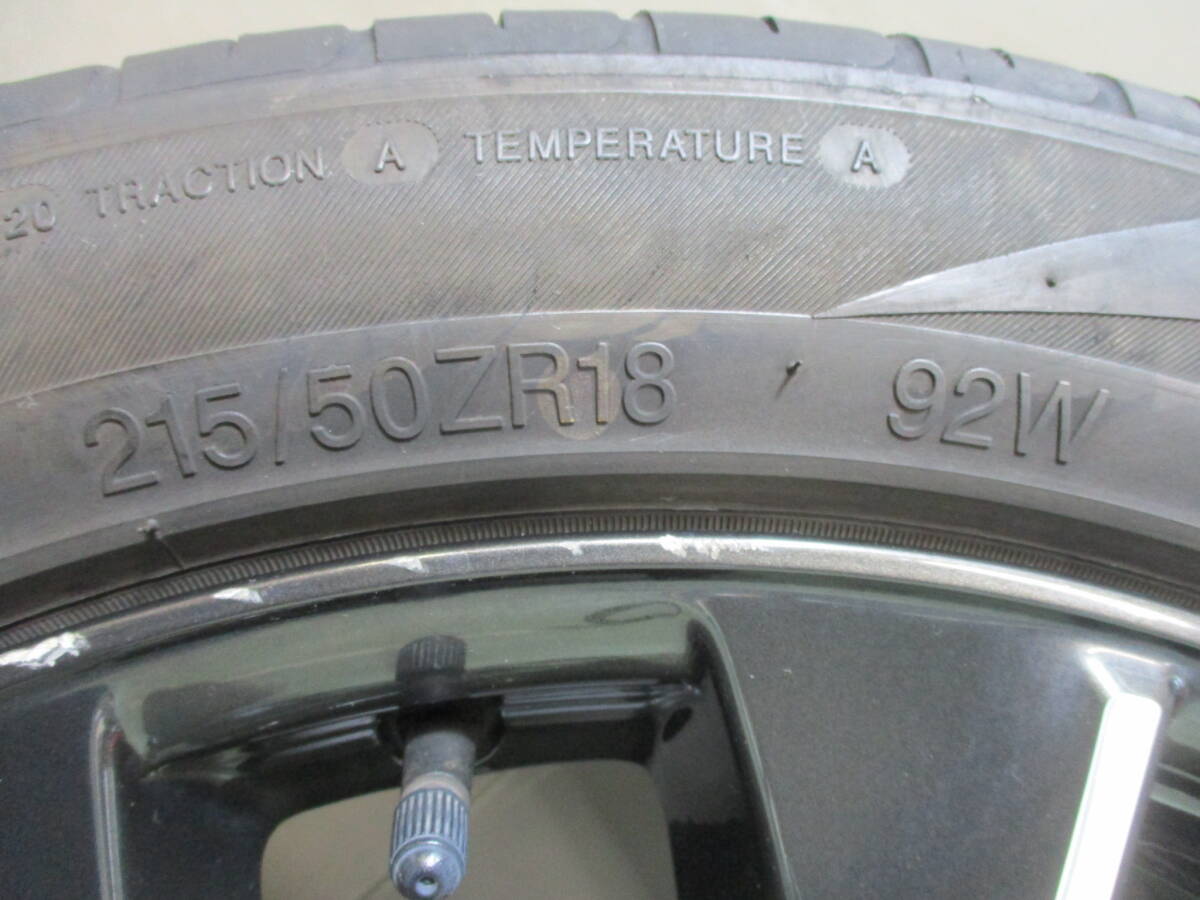 20 TRACTION A TEMPERATURE A
215/50ZR18 92W